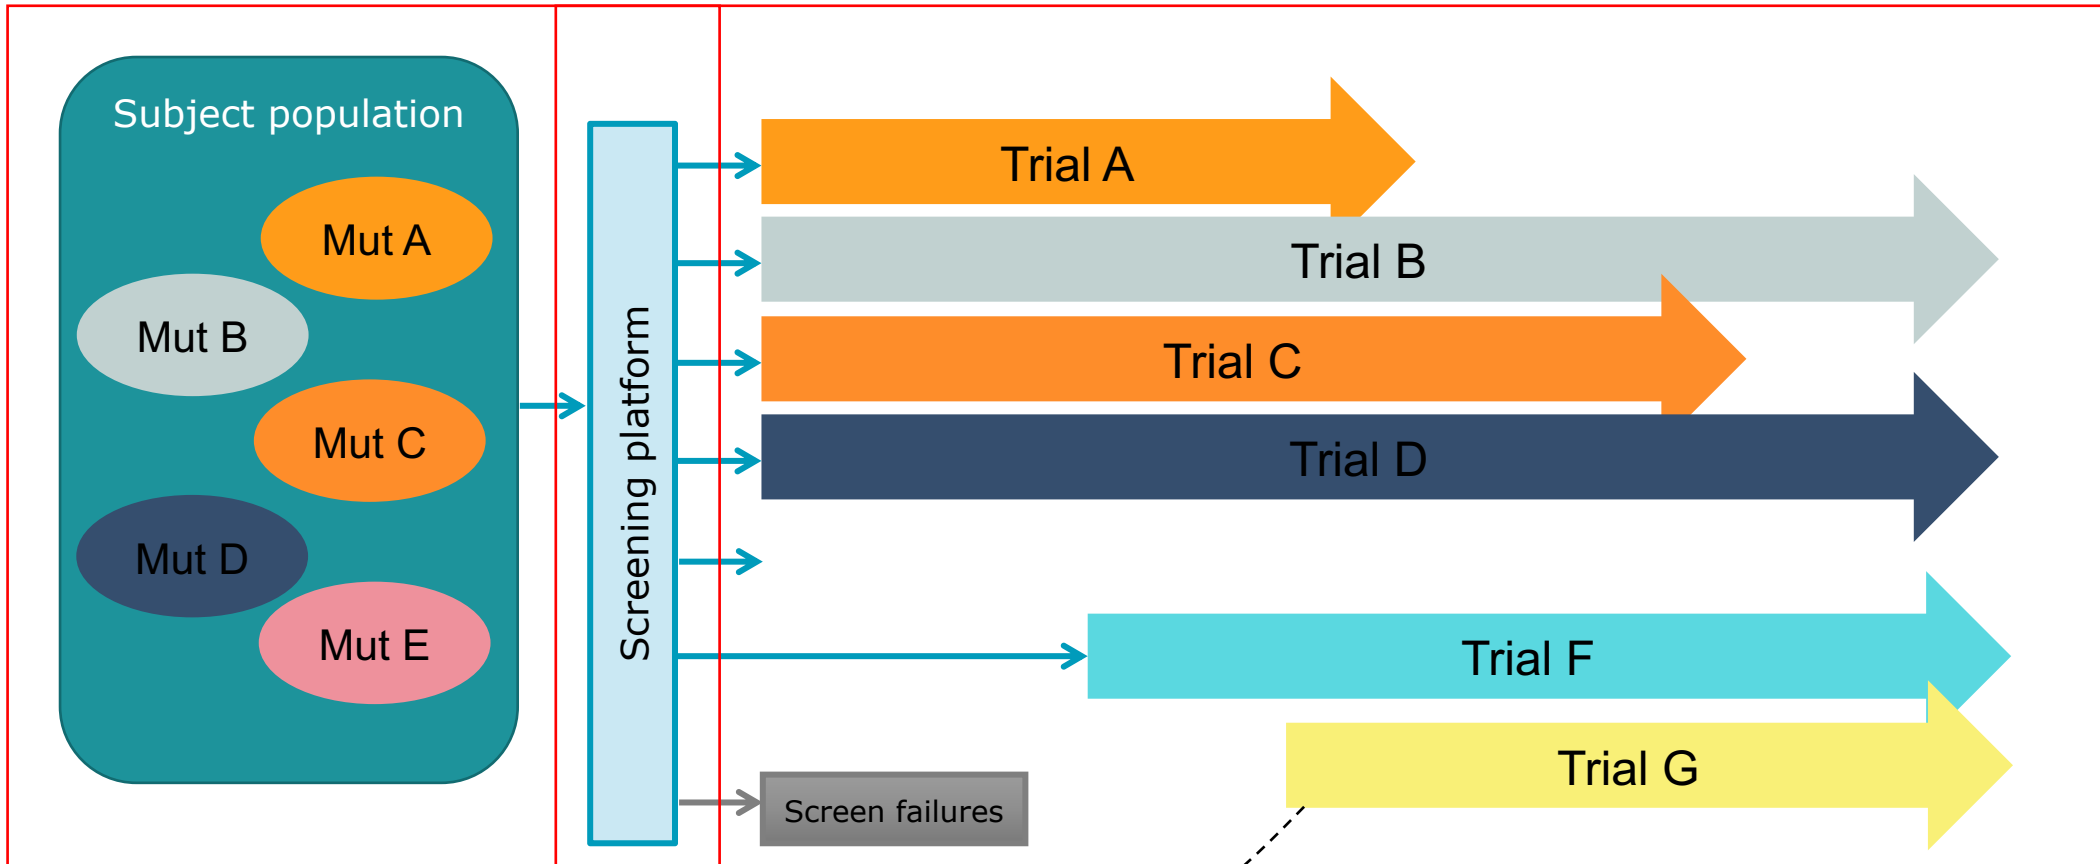 Subject population
Mut A
Mut B
Mut C
Mut D
Mut E
Screening platform
Trial A
Trial B
Trial C
Trial D
Trial F
Trial G
Screen failures